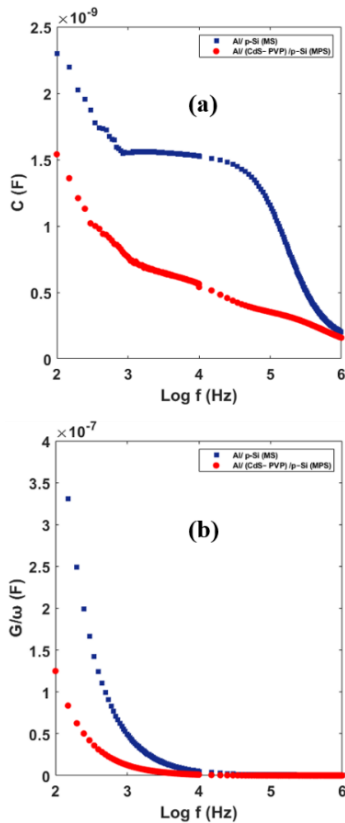 ×10⁻⁹
2.5
Al/ p-Si (MS)
Al/ (CdS- PVP) /p-Si (MPS)
2
(a)
1.5
C (F)
1
0.5
0
2 3 4 5 6
Log f (Hz)
×10⁻⁷
4
Al/ p-Si (MS)
Al/ (CdS- PVP) /p-Si (MPS)
3.5
(b)
3
2.5
G/ω (F)
2
1.5
1
0.5
0
2 3 4 5 6
Log f (Hz)